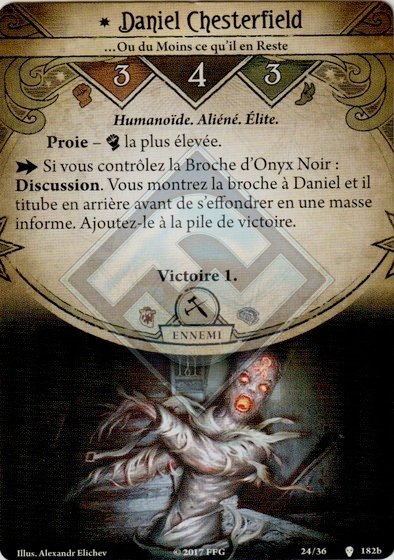 * Daniel Chesterfield
...Ou du Moins ce qu'il en Reste
3 4 3
Humanoïde. Aliéné. Élite.
Proie – la plus élevée.
Si vous contrôlez la Broche d'Onyx Noir :
Discussion. Vous montrez la broche à Daniel et il
titube en arrière avant de s'effondrer en une masse
informe. Ajoutez-le à la pile de victoire.
Victoire 1.
ENNEMI
Illus. Alexandr Elichev © 2017 FFG 24/36 182b